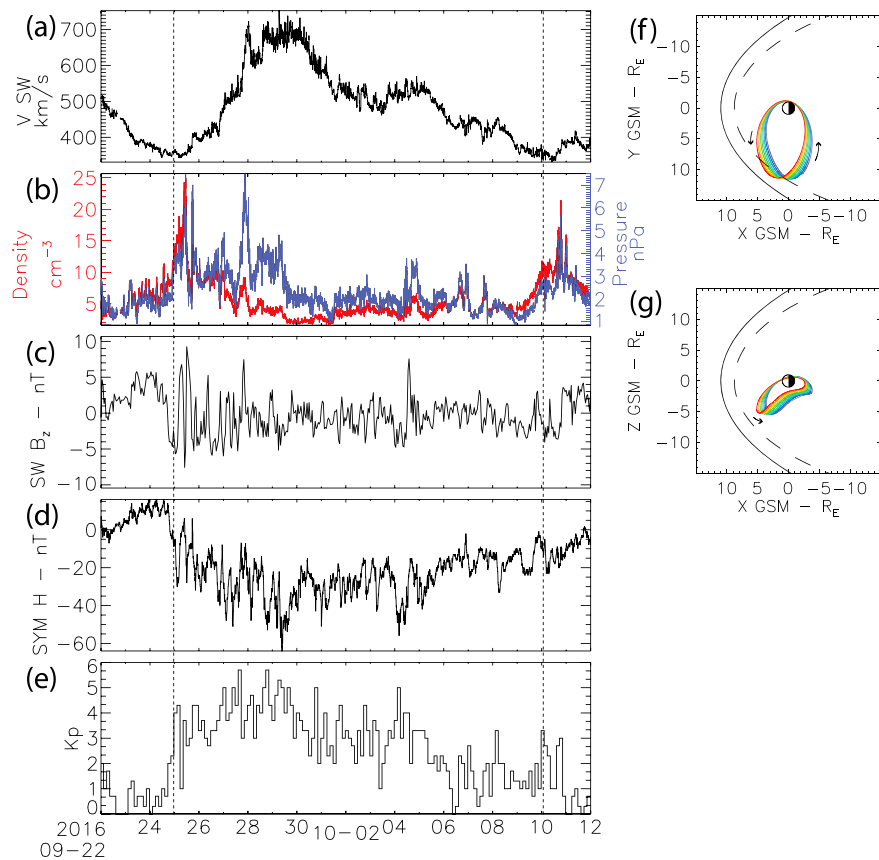 (a)
700
600
500
400
V SW
km/s
(b)
25
20
15
10
5
Density
cm⁻³
7
6
5
4
3
2
1
Pressure
nPa
(c)
10
5
0
−5
−10
SW B_z − nT
(d)
0
−20
−40
−60
SYM H − nT
(e)
6
5
4
3
2
1
0
Kp
22 24 26 28 30 10−02 04 06 08 10 12
2016
09−22
(f)
−10
−5
0
5
10
Y GSM − R_E
10 5 0 −5 −10
X GSM − R_E
(g)
10
5
0
−5
−10
Z GSM − R_E
10 5 0 −5 −10
X GSM − R_E